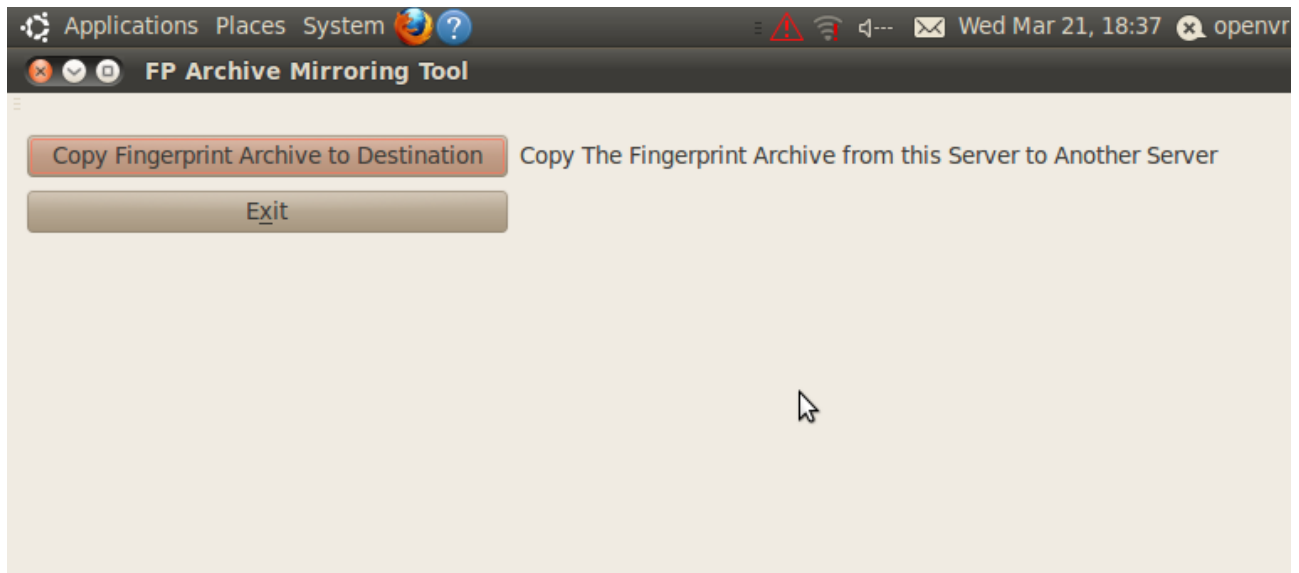 Applications Places System ? Wed Mar 21, 18:37 openvr
FP Archive Mirroring Tool
Copy Fingerprint Archive to Destination Copy The Fingerprint Archive from this Server to Another Server
Exit